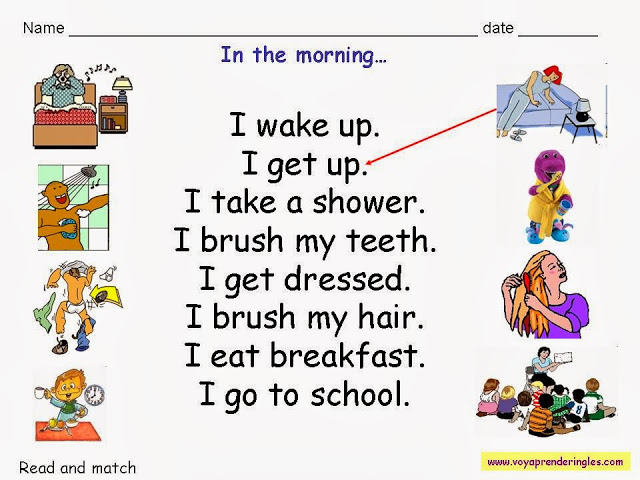 Name ______________________________________________ date _________
In the morning...
I wake up.
I get up.
I take a shower.
I brush my teeth.
I get dressed.
I brush my hair.
I eat breakfast.
I go to school.
Read and match
www.voyaprenderingles.com